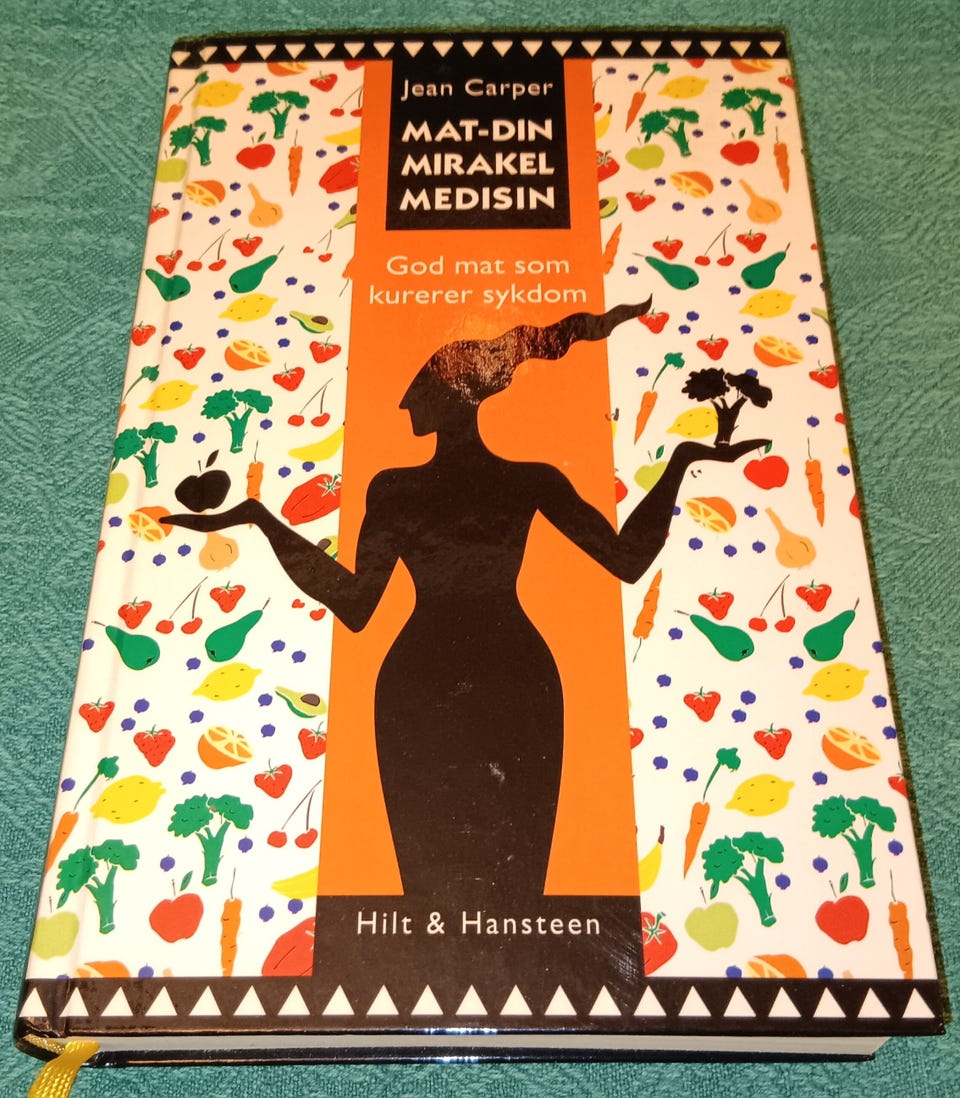 Jean Carper
MAT-DIN
MIRAKEL
MEDISIN
God mat som
kurerer sykdom
Hilt & Hansteen